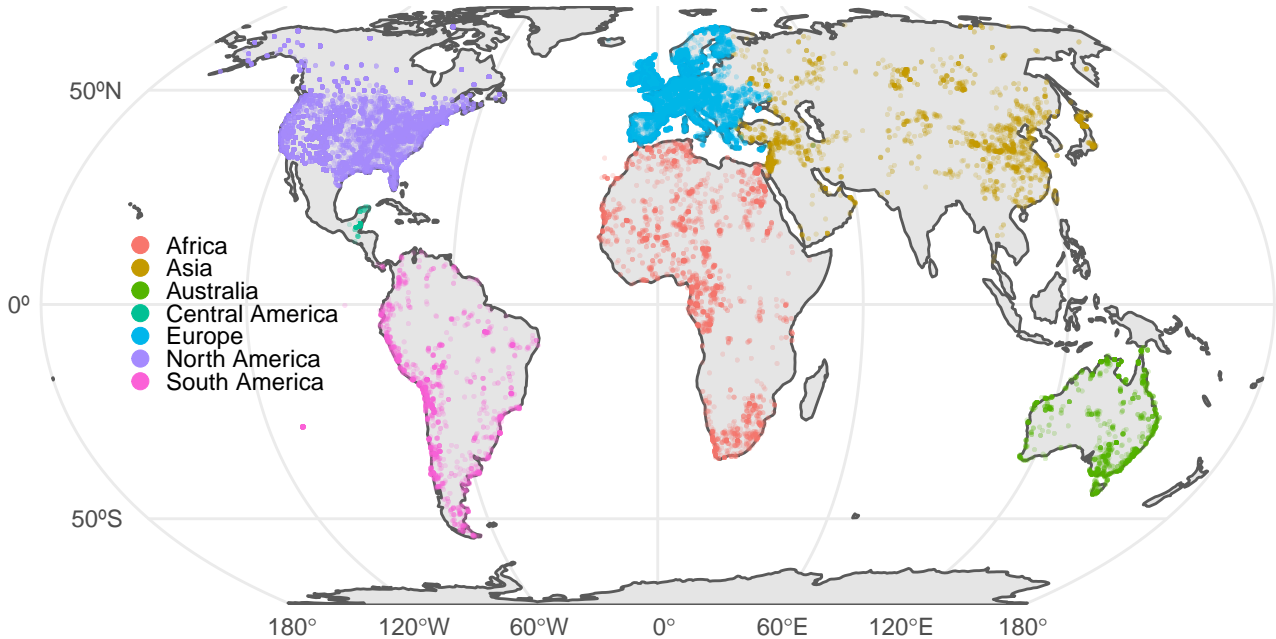 50ºN
Africa
Asia
Australia
0º
Central America
Europe
North America
South America
50ºS
180° 120°W 60°W 0° 60°E 120°E 180°